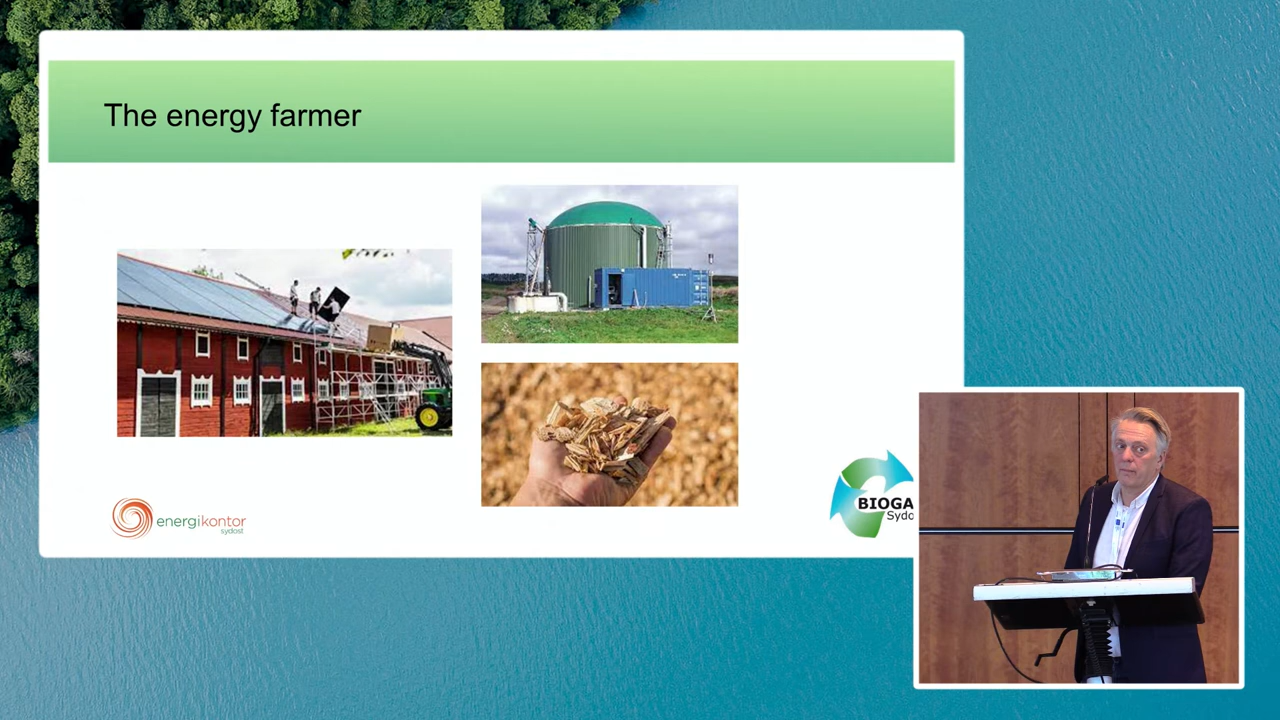 The energy farmer
energikontor
sydost
BIOGA
Sydo